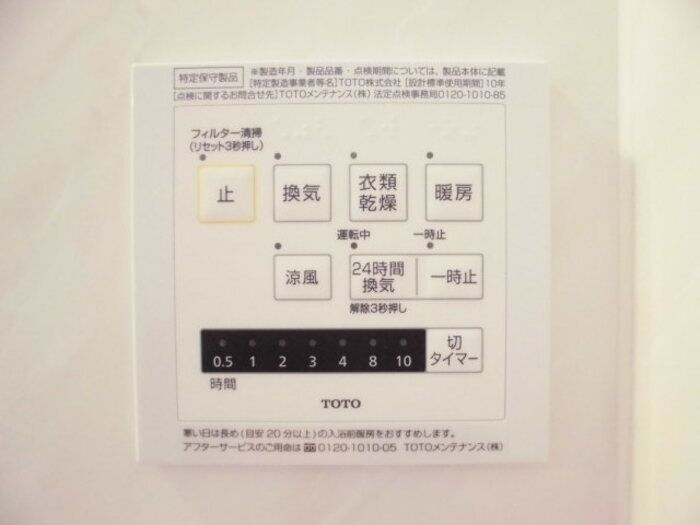 特定保守製品 ※製造年月・製品品番・点検期間については、製品本体に記載
[特定製造事業者等名]TOTO株式会社 [設計標準使用期間]10年
[点検に関するお問合せ先]TOTOメンテナンス(株) 法定点検事務局0120-1010-85
フィルター清掃
(リセット3秒押し)
止 換気 衣類 暖房
乾燥
運転中 一時止
涼風 24時間 一時止
換気
解除3秒押し
0.5 1 2 3 4 8 10 切
タイマー
時間
TOTO
寒い日は長め(目安20分以上)の入浴前暖房をおすすめします。
アフターサービスのご用命は 0120-1010-05 TOTOメンテナンス(株)